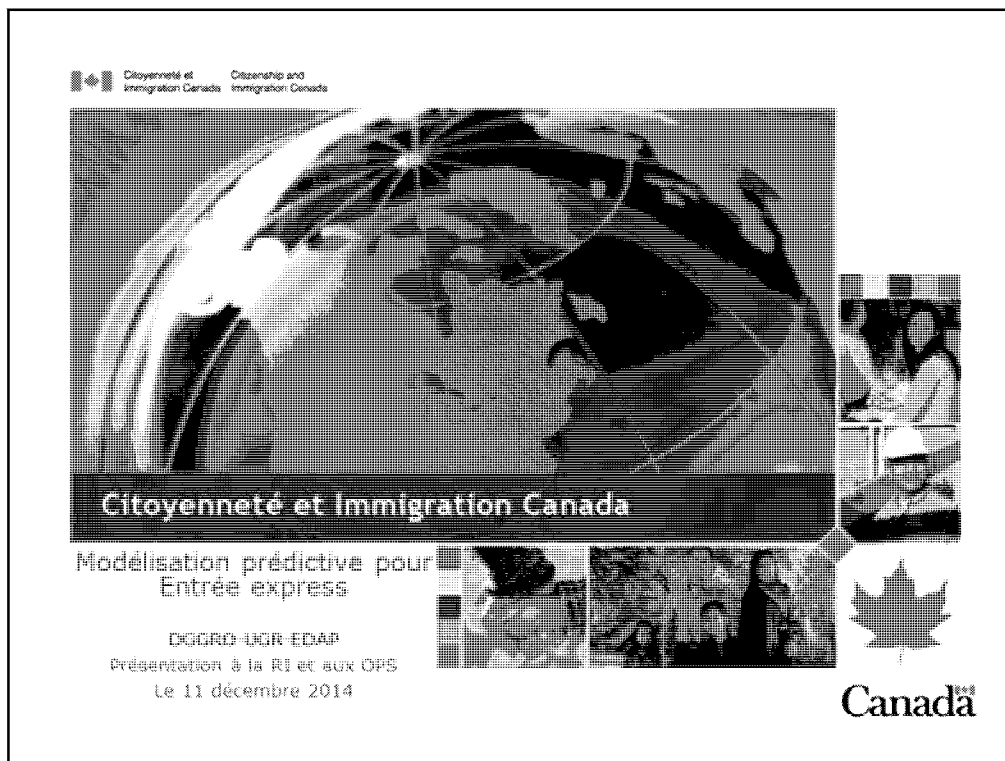 Citoyenneté et
Immigration Canada
Citizenship and
Immigration Canada
Citoyenneté et Immigration Canada
Modélisation prédictive pour
Entrée express
DGGRO-UGR-EDAP
Présentation à la RI et aux OPS
Le 11 décembre 2014
Canada